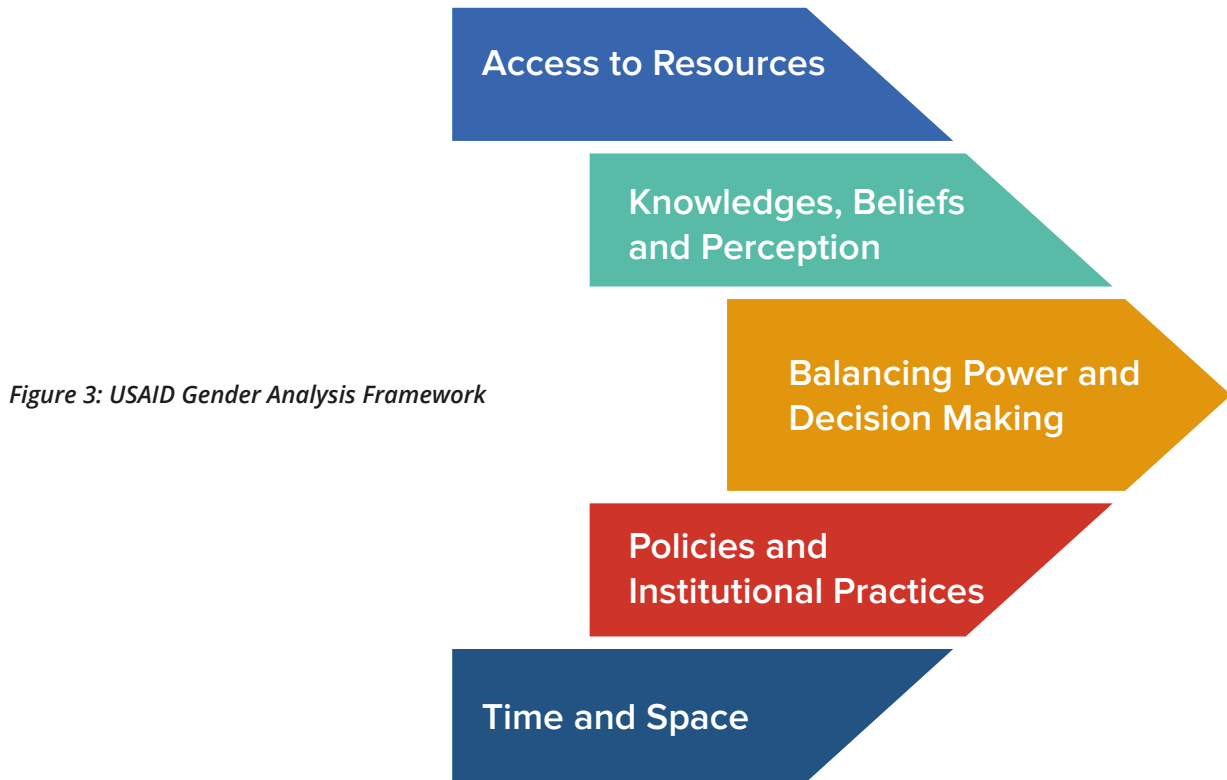 Access to Resources
Knowledges, Beliefs
and Perception
Balancing Power and
Decision Making
Figure 3: USAID Gender Analysis Framework
Policies and
Institutional Practices
Time and Space